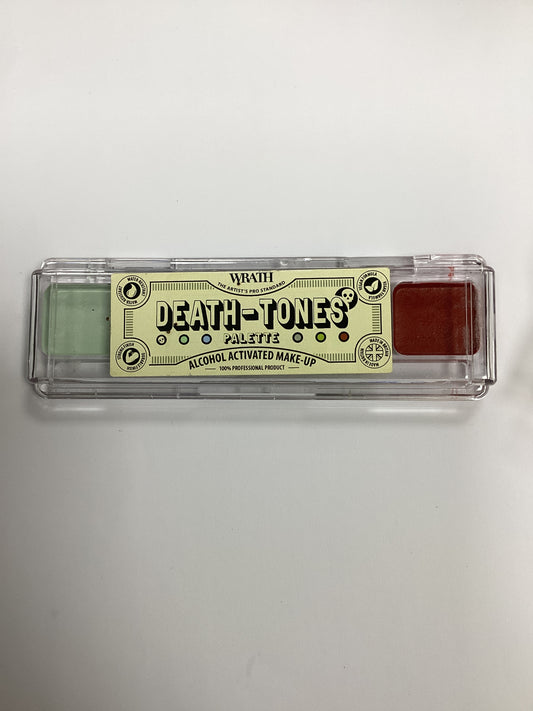 WRATH
THE ARTIST'S PRO STANDARD
DEATH-TONES
PALETTE
ALCOHOL ACTIVATED MAKE-UP
100% PROFESSIONAL PRODUCT